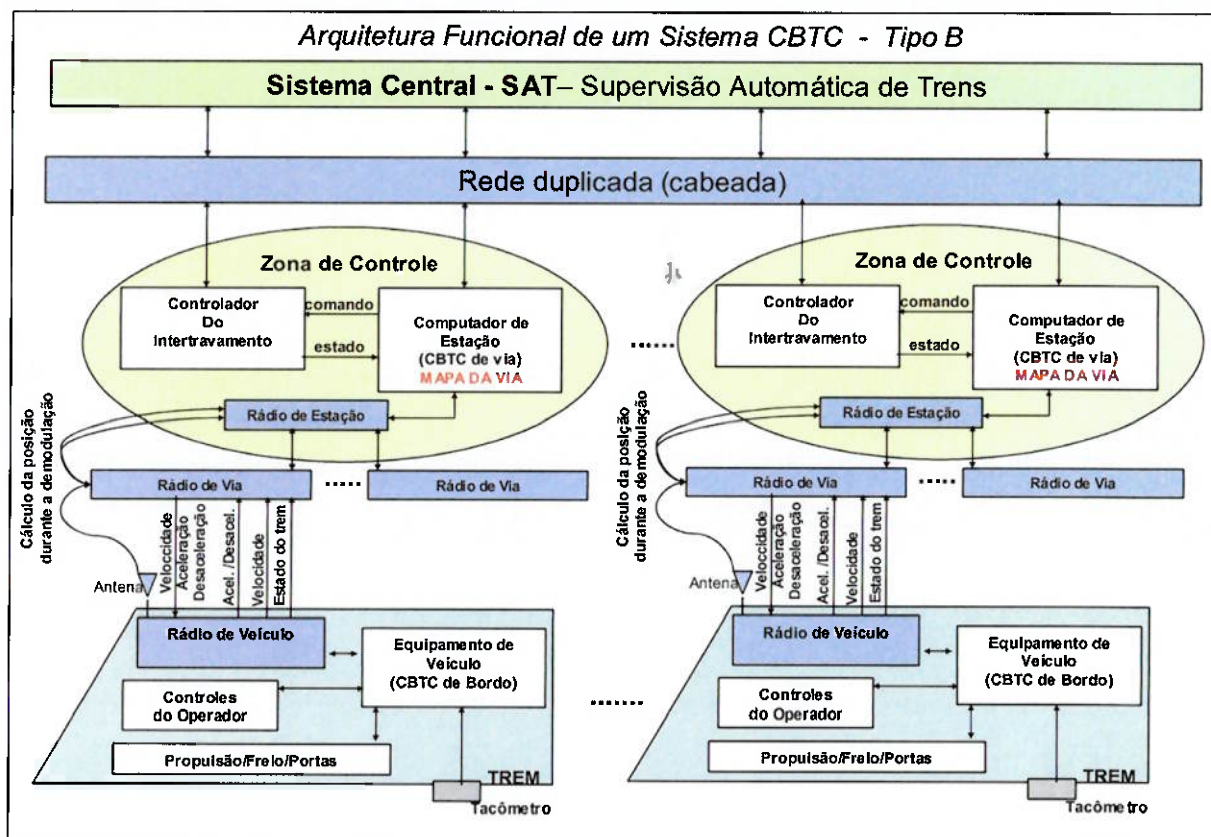 Arquitetura Funcional de um Sistema CBTC - Tipo B
Sistema Central - SAT– Supervisão Automática de Trens
Rede duplicada (cabeada)
Zona de Controle
Controlador
Do
Intertravamento
comando
estado
Computador de
Estação
(CBTC de via)
MAPA DA VIA
Rádio de Estação
Cálculo da posição
durante a demodulação
Rádio de Via
Rádio de Via
Antena
Veloccidade
Aceleração
Desaceleração
Acel. /Desacel.
Velocidade
Estado do trem
Rádio de Veículo
Equipamento de
Veículo
(CBTC de Bordo)
Controles
do Operador
Propulsão/Freio/Portas
TREM
Tacômetro
Zona de Controle
Controlador
Do
Intertravamento
comando
estado
Computador de
Estação
(CBTC de via)
MAPA DA VIA
Rádio de Estação
Cálculo da posição
durante a demodulação
Rádio de Via
Rádio de Via
Antena
Veloccidade
Aceleração
Desaceleração
Acel. /Desacel.
Velocidade
Estado do trem
Rádio de Veículo
Equipamento de
Veículo
(CBTC de Bordo)
Controles
do Operador
Propulsão/Freio/Portas
TREM
Tacômetro